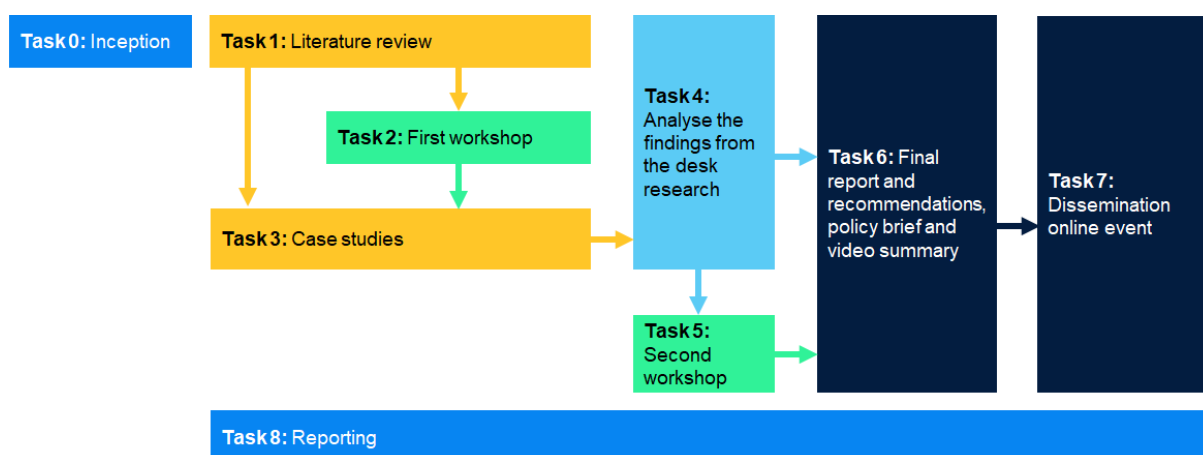 Task 0: Inception
Task 1: Literature review
Task 2: First workshop
Task 3: Case studies
Task 4:
Analyse the
findings from
the desk
research
Task 5:
Second
workshop
Task 6: Final
report and
recommendations,
policy brief and
video summary
Task 7:
Dissemination
online event
Task 8: Reporting